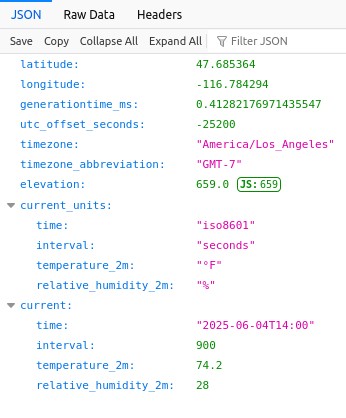 JSON Raw Data Headers
Save Copy Collapse All Expand All Filter JSON
latitude: 47.685364
longitude: -116.784294
generationtime_ms: 0.41282176971435547
utc_offset_seconds: -25200
timezone: "America/Los_Angeles"
timezone_abbreviation: "GMT-7"
elevation: 659.0 JS:659
current_units:
time: "iso8601"
interval: "seconds"
temperature_2m: "°F"
relative_humidity_2m: "%"
current:
time: "2025-06-04T14:00"
interval: 900
temperature_2m: 74.2
relative_humidity_2m: 28